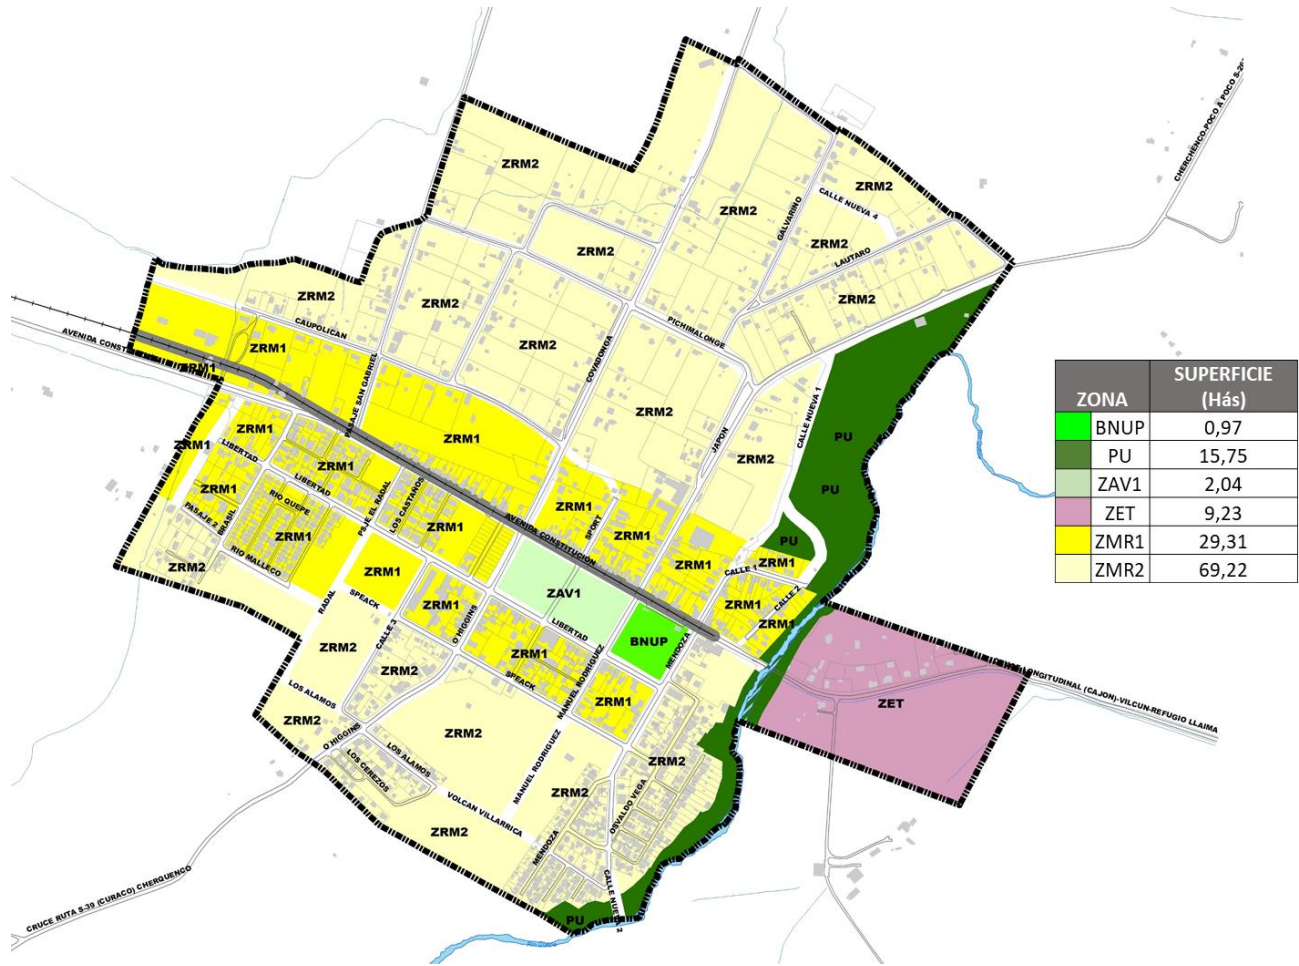 CHERCHENCO-POCO A POCO S-26
ZRM2
ZRM2
ZRM2
CALLE NUEVA 4
GALVARINO
ZRM2
ZRM2
LAUTARO
ZRM2
ZRM2
ZRM2
CAUPOLICAN
PICHIMALONGE
AVENIDA CONST
ZRM1
ZRM1
ZRM2
COVADONGA
PASAJE SAN GABRIEL
CALLE NUEVA 1
ZRM2
JAPON
ZRM1
ZRM1
LIBERTAD
ZRM1
LIBERTAD
PU
ZRM2
ZRM1
RIO QUEPE
PSJE EL RADAL
LOS CASTAÑOS
PU
PASAJE 2
BRASIL
ZRM1
ZRM1
AVENIDA CONSTITUCION
ZRM1
SPORT
ZRM1
PU
RIO MALLECO
ZRM2
ZRM1
ZRM1
CALLE 1
ZRM1
RADAL
SPEACK
ZRM1
O HIGGINS
ZAV1
LIBERTAD
ZRM1
CALLE 2
ZRM1
CALLE 3
BNUP
MENDOZA
ZRM2
ZRM1
SPEACK
MANUEL RODRIGUEZ
ZRM2
ZRM1
LONGITUDINAL (CAJON)-VILCUN-REFUGIO LLAIMA
LOS ALAMOS
ZET
ZRM2
O HIGGINS
ZRM2
LOS ALAMOS
LOS CEREZOS
MANUEL RODRIGUEZ
ZRM2
ZRM2
OSVALDO VEGA
VOLCAN VILLARRICA
ZRM2
MENDOZA
CALLE NUEVA 2
PU
CRUCE RUTA S-39 (CURACO) CHERQUENCO
ZONA SUPERFICIE (Hás)
BNUP 0,97
PU 15,75
ZAV1 2,04
ZET 9,23
ZMR1 29,31
ZMR2 69,22